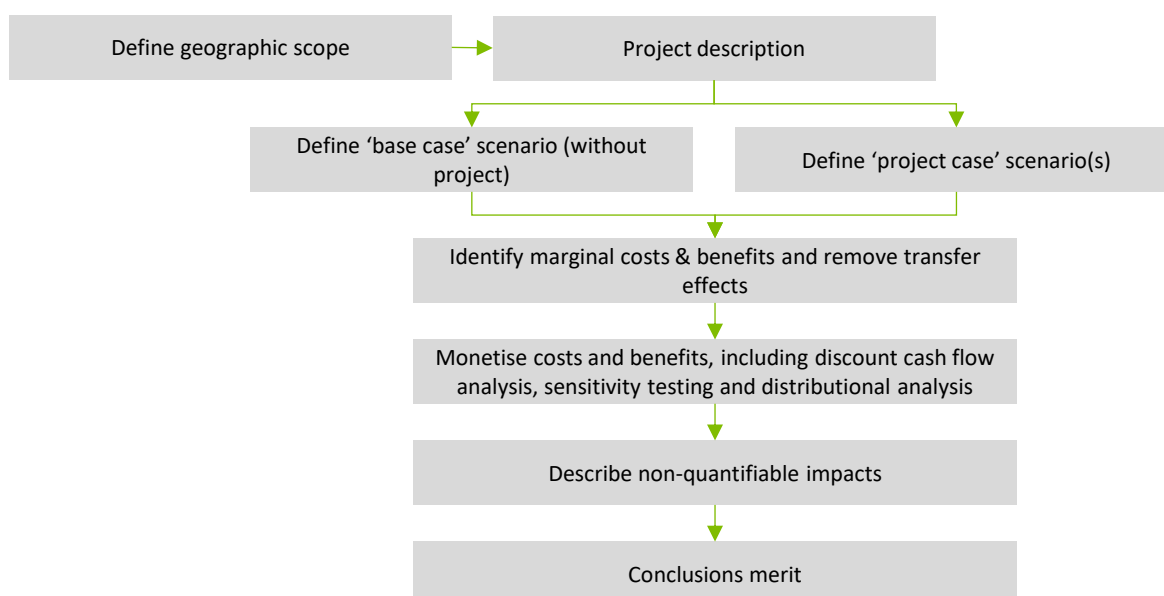 Define geographic scope
Project description
Define ‘base case’ scenario (without
project)
Define ‘project case’ scenario(s)
Identify marginal costs & benefits and remove transfer
effects
Monetise costs and benefits, including discount cash flow
analysis, sensitivity testing and distributional analysis
Describe non-quantifiable impacts
Conclusions merit